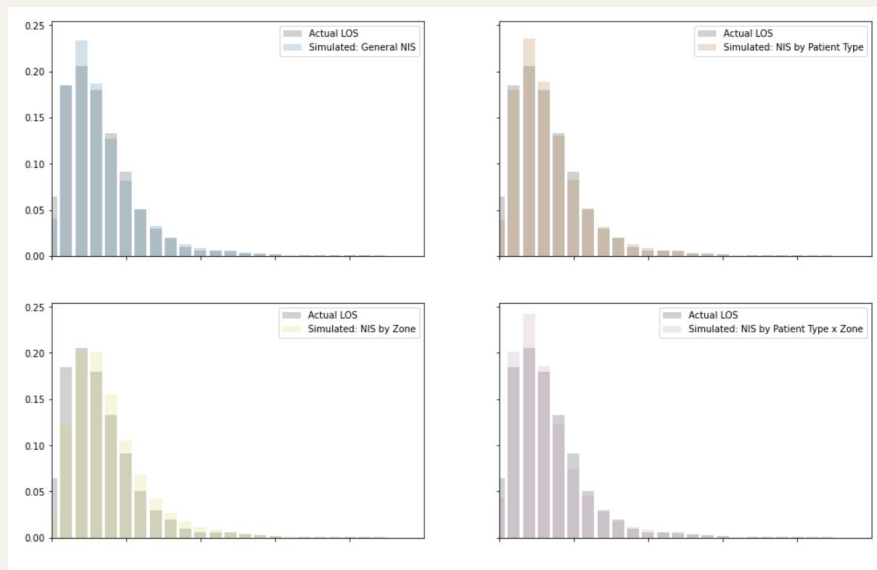 0.25
0.20
0.15
0.10
0.05
0.00
Actual LOS
Simulated: General NIS
Actual LOS
Simulated: NIS by Patient Type
0.25
0.20
0.15
0.10
0.05
0.00
Actual LOS
Simulated: NIS by Zone
Actual LOS
Simulated: NIS by Patient Type x Zone